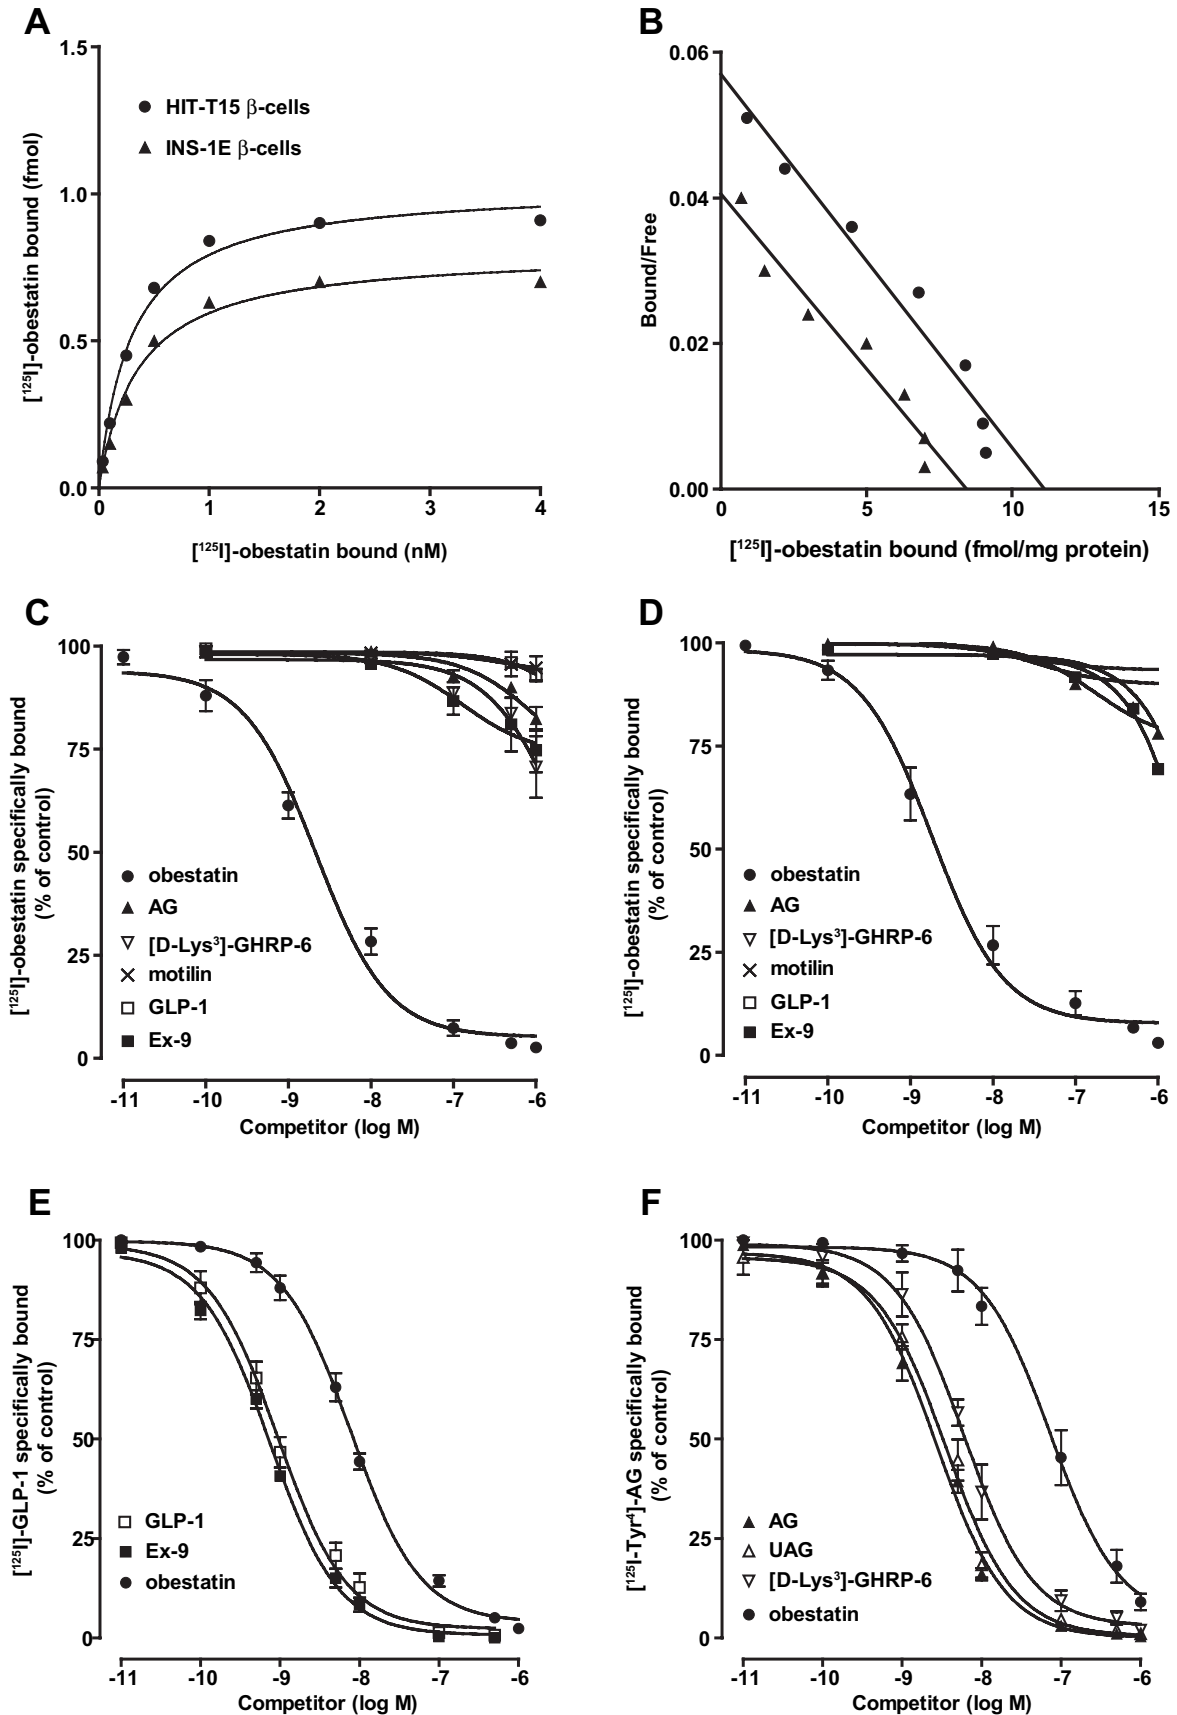 A
1.5
1.0
0.5
0.0
[¹²⁵I]-obestatin bound (fmol)
HIT-T15 β-cells
INS-1E β-cells
0 1 2 3 4
[¹²⁵I]-obestatin bound (nM)
B
0.06
0.04
0.02
0.00
Bound/Free
0 5 10 15
[¹²⁵I]-obestatin bound (fmol/mg protein)
C
100
75
50
25
0
[¹²⁵I]-obestatin specifically bound
(% of control)
obestatin
AG
[D-Lys³]-GHRP-6
motilin
GLP-1
Ex-9
-11 -10 -9 -8 -7 -6
Competitor (log M)
D
100
75
50
25
0
[¹²⁵I]-obestatin specifically bound
(% of control)
obestatin
AG
[D-Lys³]-GHRP-6
motilin
GLP-1
Ex-9
-11 -10 -9 -8 -7 -6
Competitor (log M)
E
100
75
50
25
0
[¹²⁵I]-GLP-1 specifically bound
(% of control)
GLP-1
Ex-9
obestatin
-11 -10 -9 -8 -7 -6
Competitor (log M)
F
100
75
50
25
0
[¹²⁵I-Tyr⁴]-AG specifically bound
(% of control)
AG
UAG
[D-Lys³]-GHRP-6
obestatin
-11 -10 -9 -8 -7 -6
Competitor (log M)